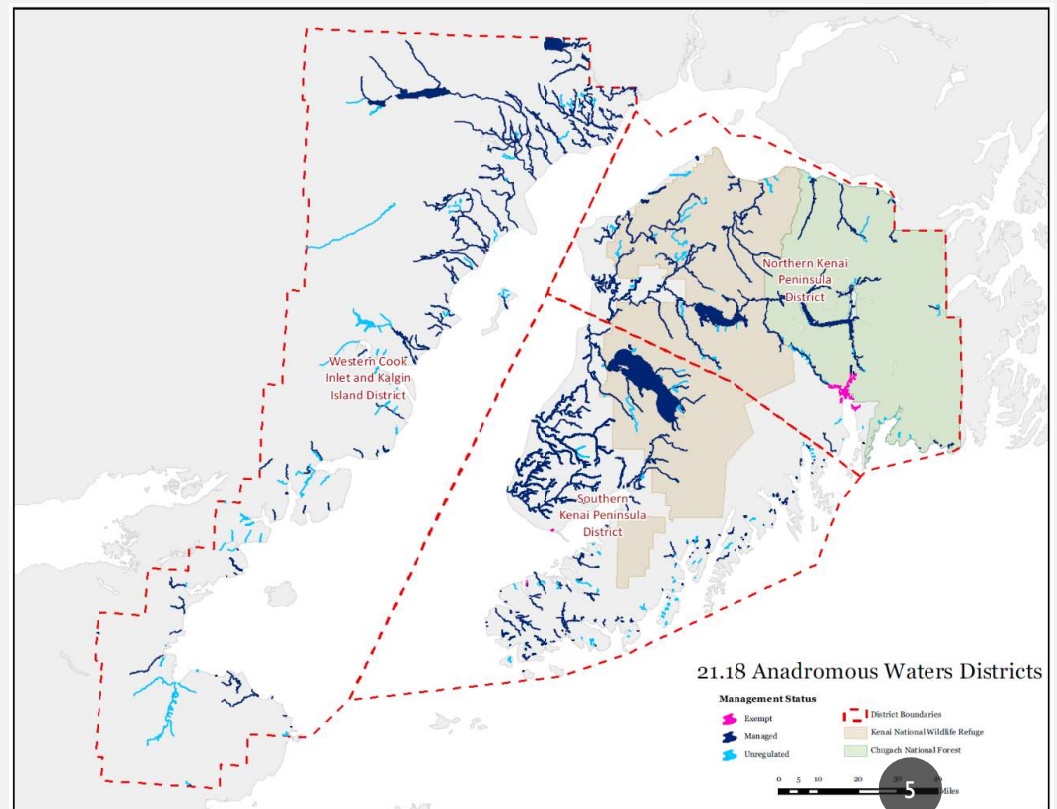 Northern Kenai
Peninsula
District
Western Cook
Inlet and Kalgin
Island District
Southern
Kenai Peninsula
District
21.18 Anadromous Waters Districts
Management Status
Exempt
Managed
Unregulated
District Boundaries
Kenai National Wildlife Refuge
Chugach National Forest
0 5 10 20 30 40
Miles
5